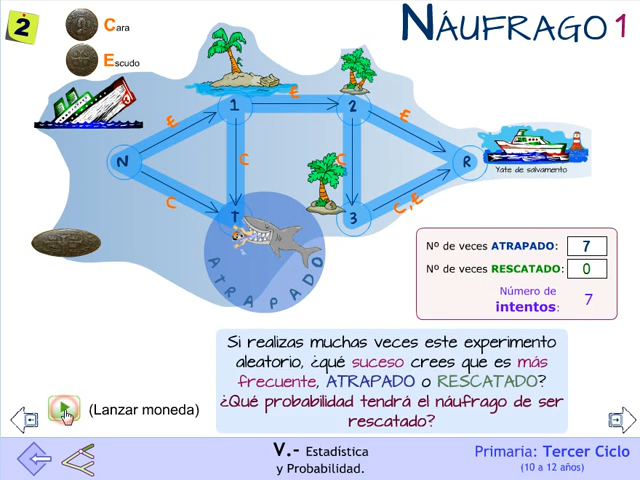 2
Cara
Escudo
NÁUFRAGO 1
E
1
E
2
E
N
C
C
C
R
Yate de salvamento
T
3
C,E
ATRAPADO
Nº de veces ATRAPADO: 7
Nº de veces RESCATADO: 0
Número de
intentos: 7
Si realizas muchas veces este experimento
aleatorio, ¿qué suceso crees que es más
frecuente, ATRAPADO o RESCATADO?
¿Qué probabilidad tendrá el náufrago de ser
rescatado?
(Lanzar moneda)
V.- Estadística
y Probabilidad.
Primaria: Tercer Ciclo
(10 a 12 años)